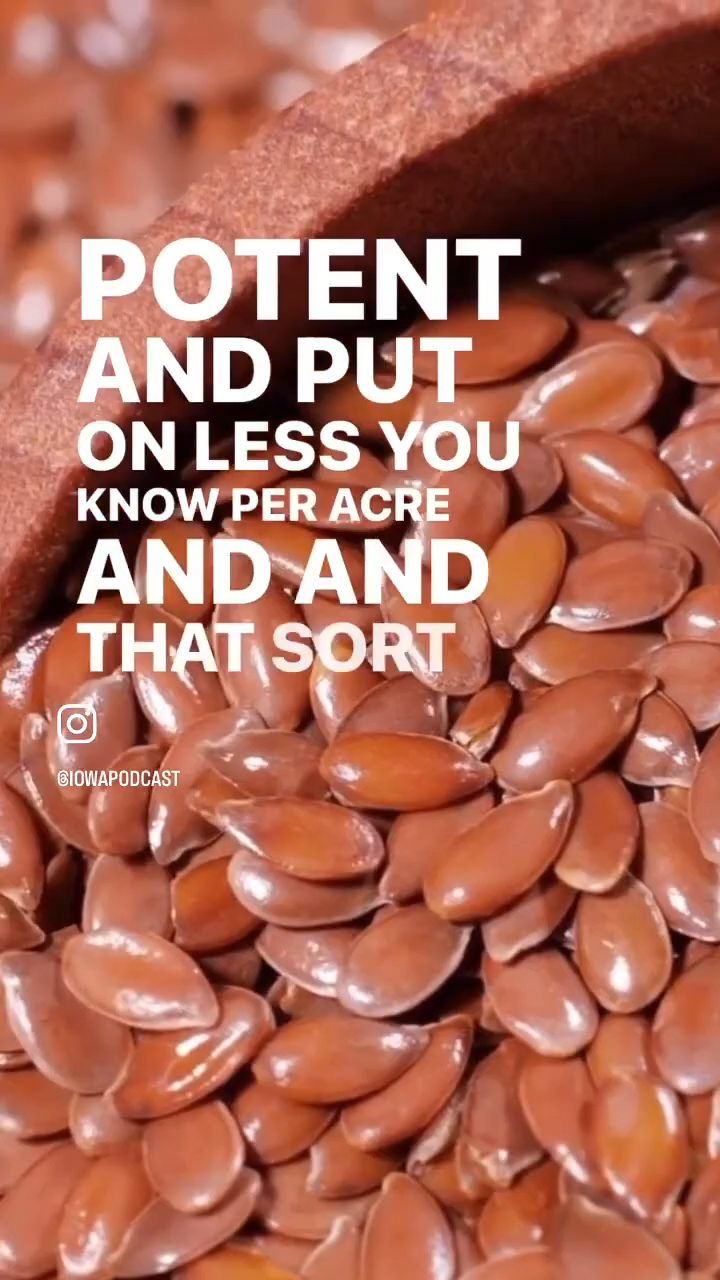 POTENT
AND PUT
ON LESS YOU
KNOW PER ACRE
AND AND
THAT SORT
@IOWAPODCAST